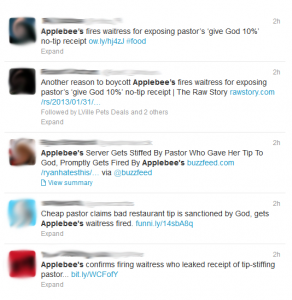 2h
Applebee's fires waitress for exposing pastor's 'give God 10%'
no-tip receipt ow.ly/hj4zJ #food
Expand
2h
Another reason to boycott Applebee's fires waitress for exposing
pastor's 'give God 10%' no-tip receipt | The Raw Story rawstory.com
/rs/2013/01/31/...
Followed by LVille Pets Deals and 2 others
Expand
2h
Applebee's Server Gets Stiffed By Pastor Who Gave Her Tip To
God, Promptly Gets Fired By Applebee's buzzfeed.com
/ryanhatesthis/... via @buzzfeed
View summary
2h
Cheap pastor claims bad restaurant tip is sanctioned by God, gets
Applebee's waitress fired. funni.ly/14sbA8q
Expand
2h
Applebee's confirms firing waitress who leaked receipt of tip-stiffing
pastor... bit.ly/WCFofY
Expand